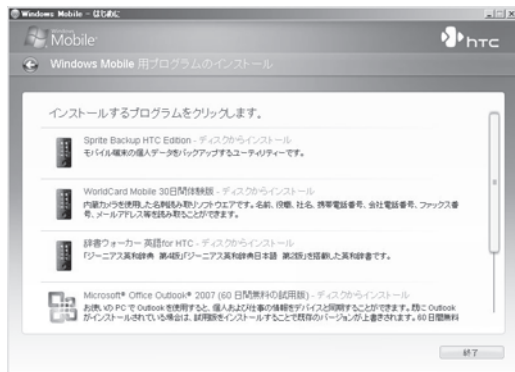 Windows Mobile - はじめに
Windows
Mobile
htc
Windows Mobile 用プログラムのインストール
インストールするプログラムをクリックします。
Sprite Backup HTC Edition - ディスクからインストール
モバイル端末の個人データをバックアップするユーティリティーです。
WorldCard Mobile 30日間体験版 - ディスクからインストール
内蔵カメラを使用した名刺読み取りソフトウエアです。名前、役職、社名、携帯電話番号、会社電話番号、ファックス番
号、メールアドレス等を読み取ることができます。
辞書ウォーカー 英語for HTC - ディスクからインストール
「ジーニアス英和辞典 第4版」「ジーニアス英和辞典日本語 第2版」を搭載した英和辞書です。
Microsoft® Office Outlook® 2007 (60 日間無料の試用版) - ディスクからインストール
お使いの PC で Outlook を使用すると、個人および仕事の情報をデバイスと同期することができます。既に Outlook
がインストールされている場合は、試用版をインストールすることで既存のバージョンが上書きされます。60 日間無料
終了